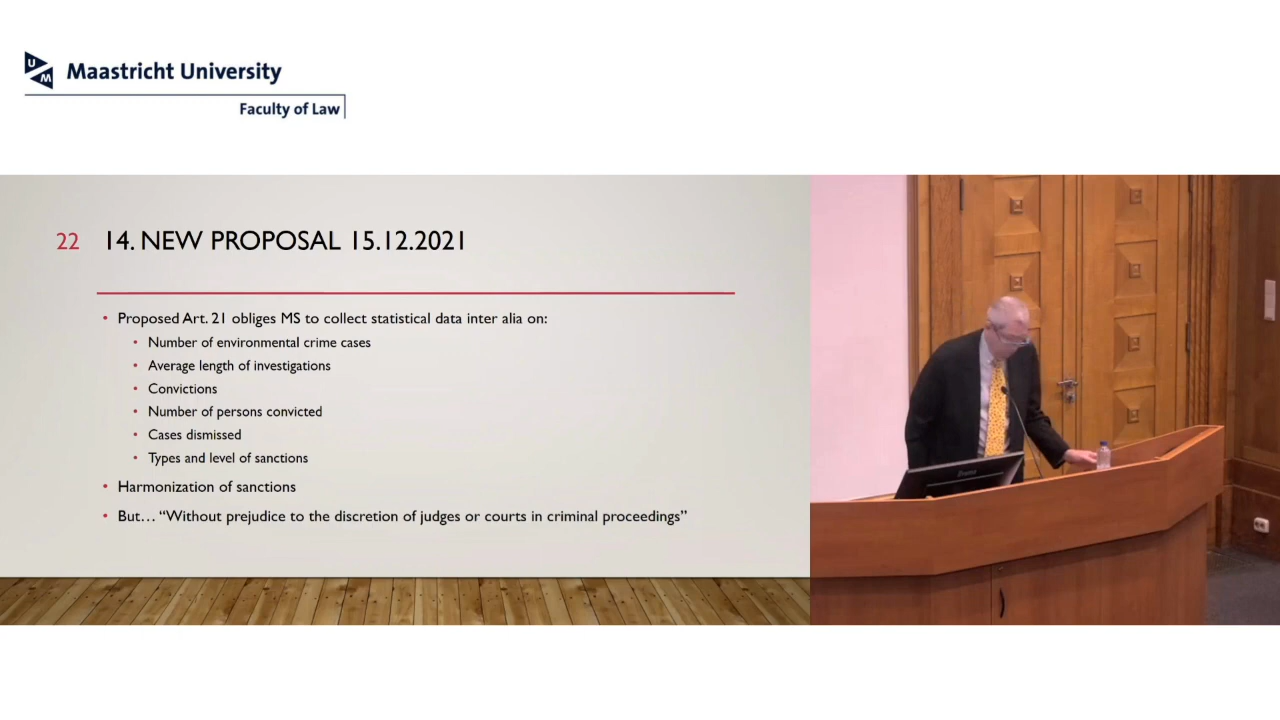 U
M
Maastricht University
Faculty of Law
22 14. NEW PROPOSAL 15.12.2021
• Proposed Art. 21 obliges MS to collect statistical data inter alia on:
• Number of environmental crime cases
• Average length of investigations
• Convictions
• Number of persons convicted
• Cases dismissed
• Types and level of sanctions
• Harmonization of sanctions
• But… “Without prejudice to the discretion of judges or courts in criminal proceedings”